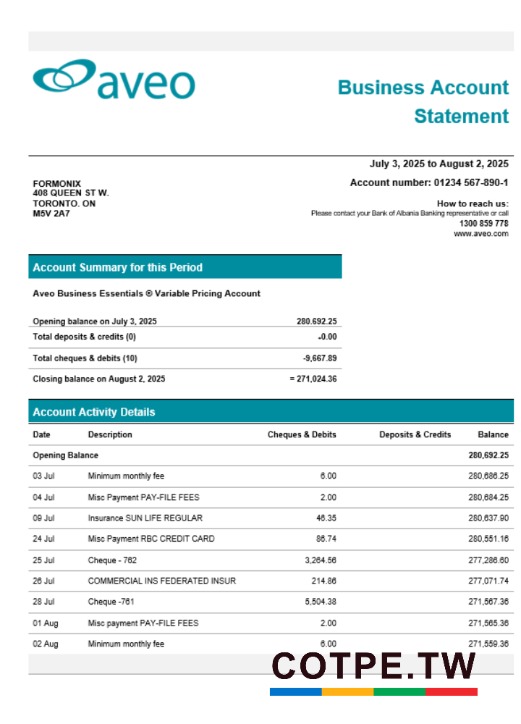 aveo
Business Account
Statement
July 3, 2025 to August 2, 2025
FORMONIX
408 QUEEN ST W.
TORONTO. ON
M5V 2A7
Account number: 01234 567-890-1
How to reach us:
Please contact your Bank of Albania Banking representative or call
1300 859 778
www.aveo.com
Account Summary for this Period
Aveo Business Essentials ® Variable Pricing Account
Opening balance on July 3, 2025 280.692.25
Total deposits & credits (0) -0.00
Total cheques & debits (10) -9,667.89
Closing balance on August 2, 2025 = 271,024.36
Account Activity Details
Date Description Cheques & Debits Deposits & Credits Balance
Opening Balance 280,692.25
03 Jul Minimum monthly fee 6.00 280,686.25
04 Jul Misc Payment PAY-FILE FEES 2.00 280,684.25
09 Jul Insurance SUN LIFE REGULAR 46.35 280,637.90
24 Jul Misc Payment RBC CREDIT CARD 86.74 280,551.16
25 Jul Cheque - 762 3,264.56 277,286.60
26 Jul COMMERCIAL INS FEDERATED INSUR 214.86 277,071.74
28 Jul Cheque -761 5,504.38 271,567.36
01 Aug Misc payment PAY-FILE FEES 2.00 271,565.36
02 Aug Minimum monthly fee 6.00 271,559.36
COTPE.TW